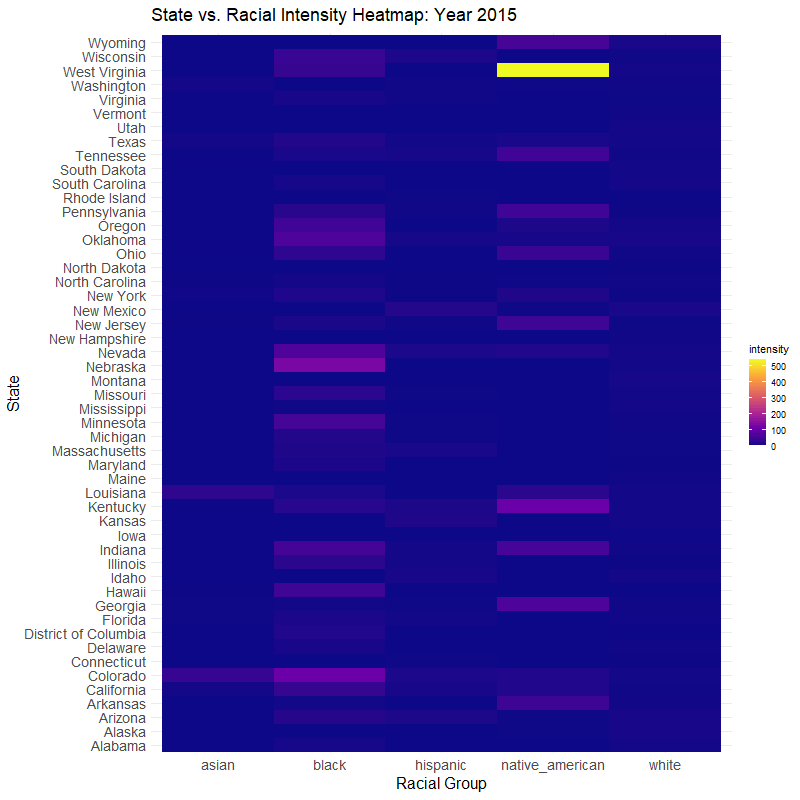 State vs. Racial Intensity Heatmap: Year 2015
State
Wyoming
Wisconsin
West Virginia
Washington
Virginia
Vermont
Utah
Texas
Tennessee
South Dakota
South Carolina
Rhode Island
Pennsylvania
Oregon
Oklahoma
Ohio
North Dakota
North Carolina
New York
New Mexico
New Jersey
New Hampshire
Nevada
Nebraska
Montana
Missouri
Mississippi
Minnesota
Michigan
Massachusetts
Maryland
Maine
Louisiana
Kentucky
Kansas
Iowa
Indiana
Illinois
Idaho
Hawaii
Georgia
Florida
District of Columbia
Delaware
Connecticut
Colorado
California
Arkansas
Arizona
Alaska
Alabama
asian black hispanic native_american white
Racial Group
intensity
500
400
300
200
100
0